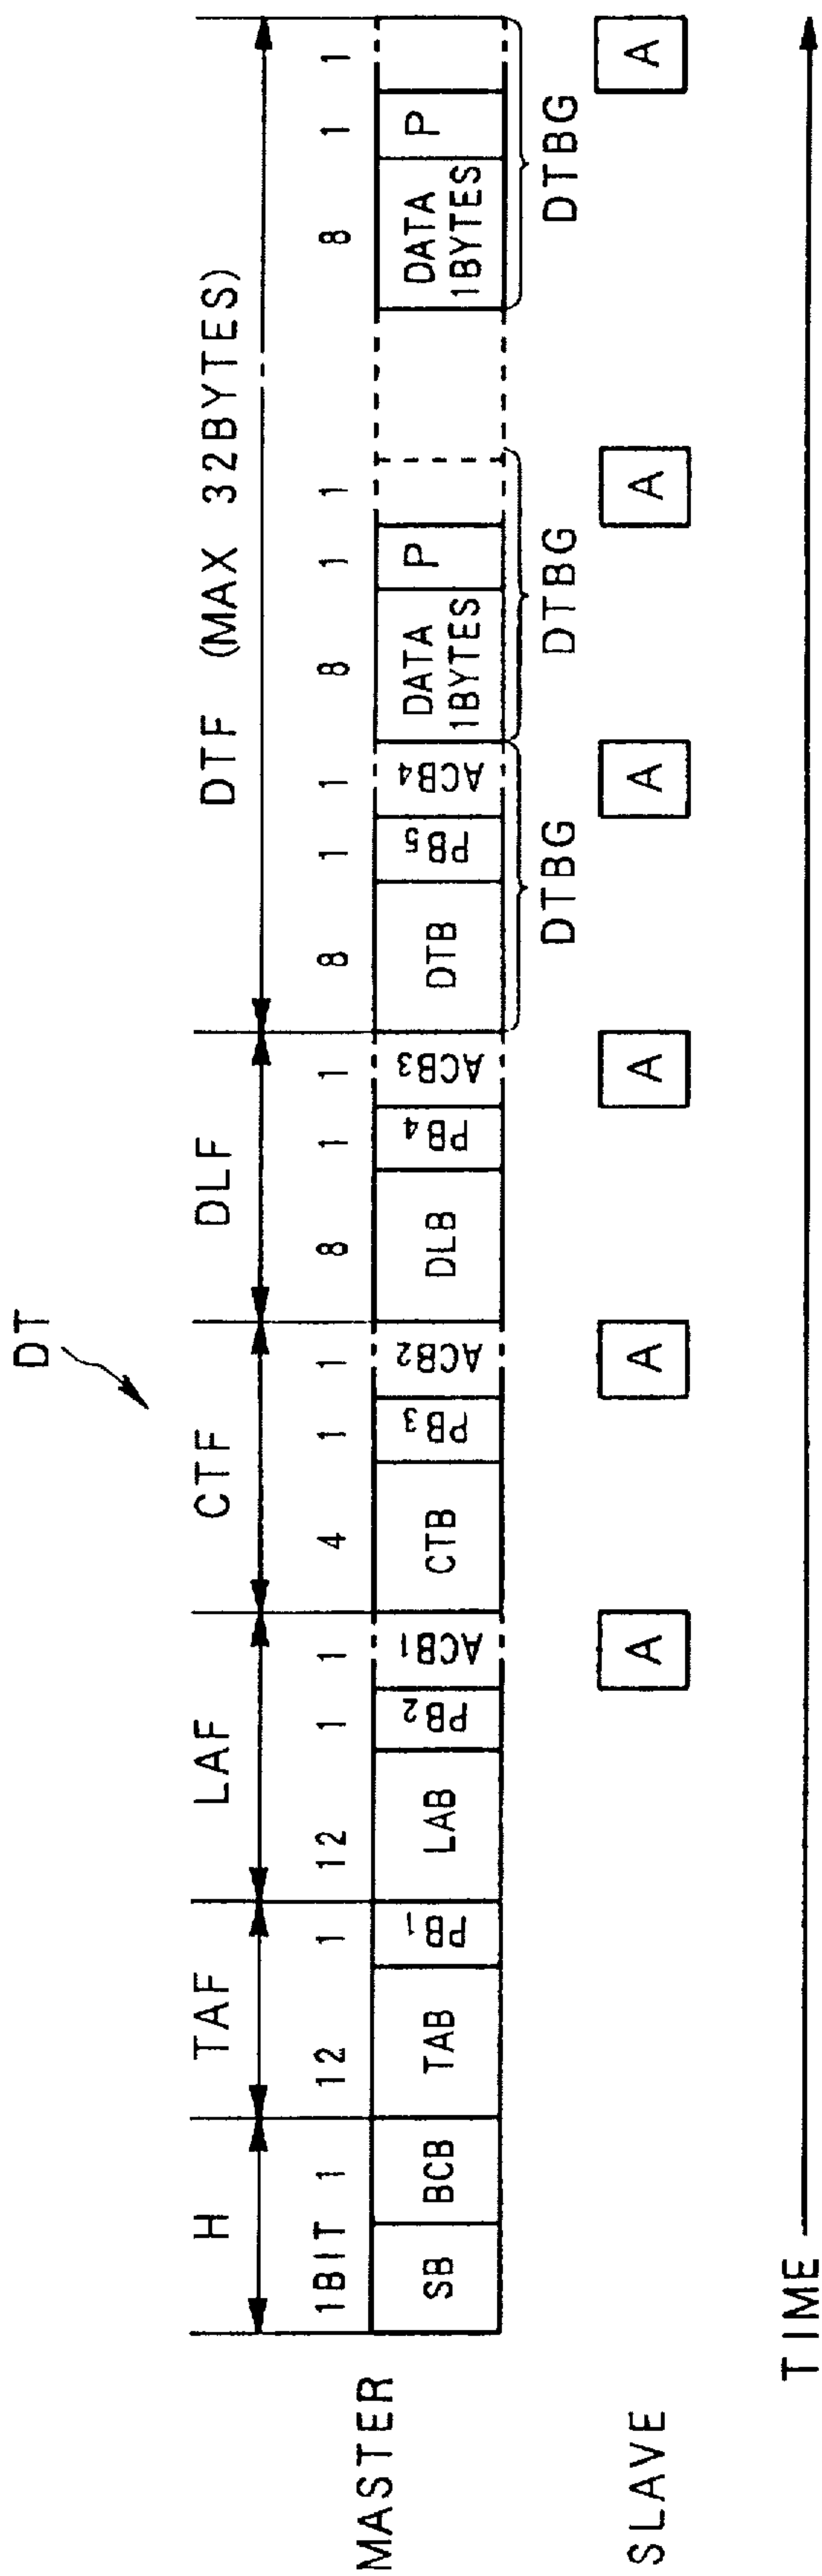 DT
H TAF LAF CTF DLF DTF (MAX 32BYTES)
1BIT 1 12 1 12 1 1 4 1 1 8 1 1 8 1 1 8 1 1 8 1 1
MASTER SB BCB TAB PB1 LAB PB2 ACB1 CTB PB3 ACB2 DLB PB4 ACB3 DTB PB5 ACB4 DATA 1BYTES P DATA 1BYTES P
DTBG DTBG DTBG
SLAVE A A A A A A
TIME